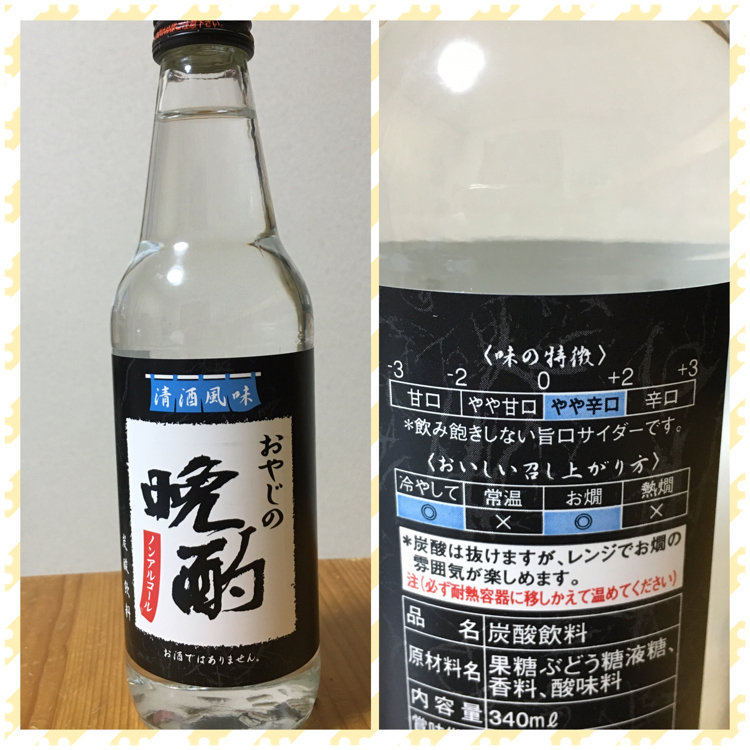 清酒風味
おやじの
晩酌
ノンアルコール
炭酸飲料
お酒ではありません。
〈味の特徴〉
-3 -2 0 +2 +3
甘口 やや甘口 やや辛口 辛口
*飲み飽きしない旨口サイダーです。
〈おいしい召し上がり方〉
冷やして 常温 お燗 熱燗
◎ × ◎ ×
*炭酸は抜けますが、レンジでお燗の
雰囲気が楽しめます。
注(必ず耐熱容器に移しかえて温めてください)
品 名 炭酸飲料
原材料名 果糖ぶどう糖液糖、
香料、酸味料
内容量 340mℓ